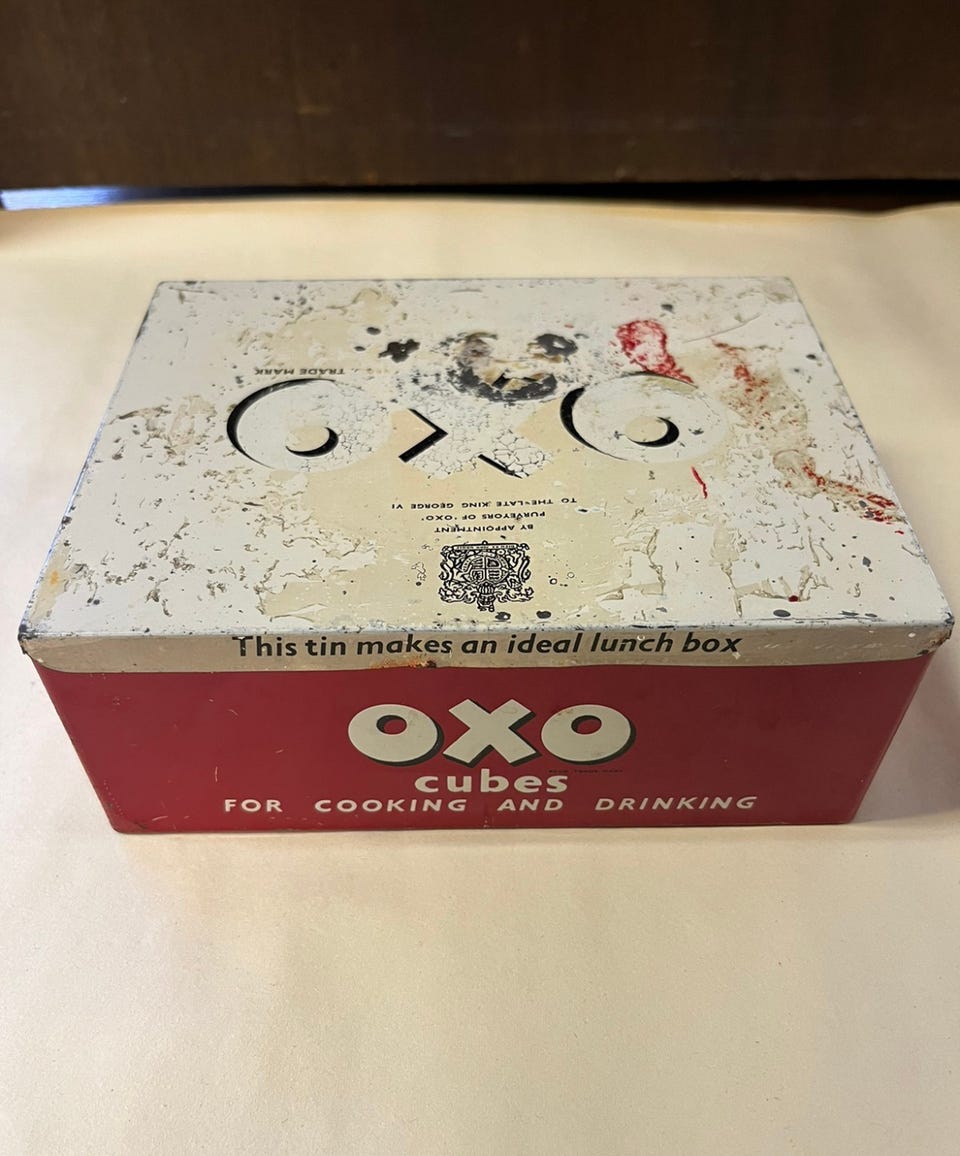 BY APPOINTMENT
PURVEYORS OF 'OXO'
TO THE LATE KING GEORGE VI
OXO
TRADE MARK
This tin makes an ideal lunch box
OXO
cubes
FOR COOKING AND DRINKING